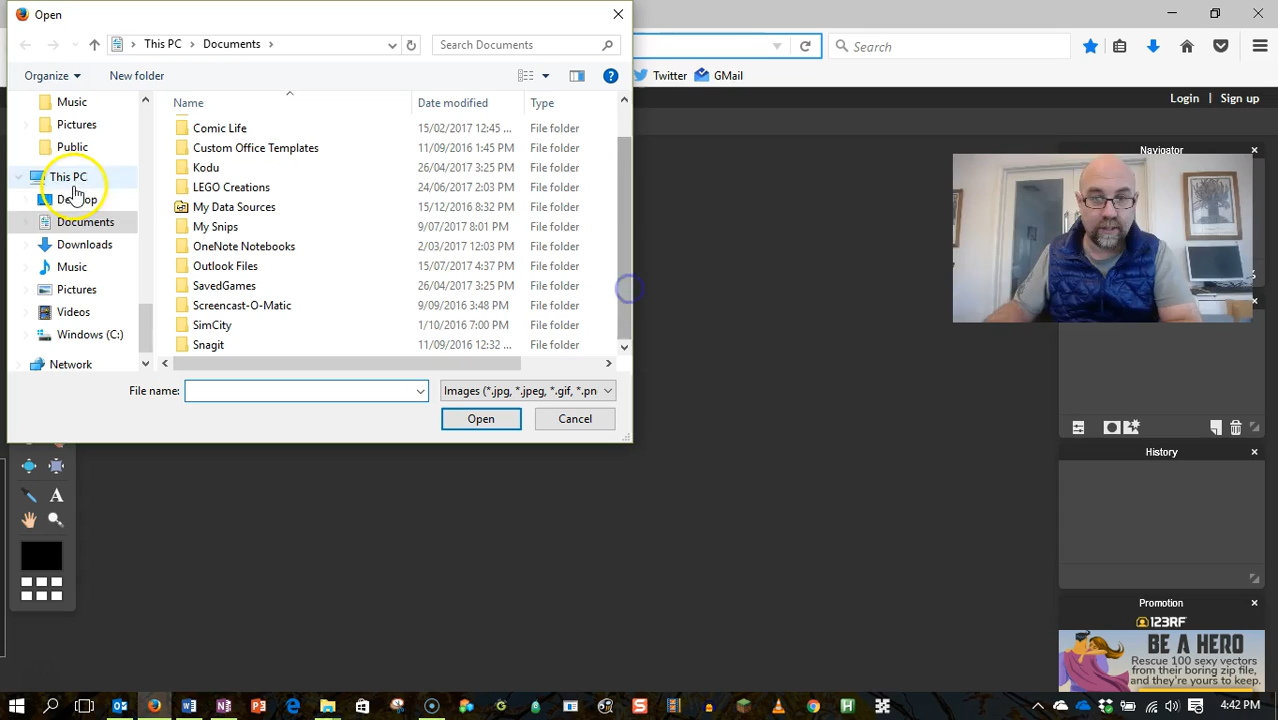 Open
This PC > Documents >
Search Documents
Search
Organize
New folder
Twitter
GMail
Login
Sign up
Name
Date modified
Type
Music
Pictures
Public
This PC
Documents
Downloads
Music
Pictures
Videos
Windows (C:)
Network
Comic Life 15/02/2017 12:45 ... File folder
Custom Office Templates 11/09/2016 1:45 PM File folder
Kodu 26/04/2017 3:25 PM File folder
LEGO Creations 24/06/2017 2:03 PM File folder
My Data Sources 15/12/2016 8:32 PM File folder
My Snips 9/07/2017 8:01 PM File folder
OneNote Notebooks 2/03/2017 12:03 PM File folder
Outlook Files 15/07/2017 4:37 PM File folder
SavedGames 26/04/2017 3:25 PM File folder
Screencast-O-Matic 9/09/2016 3:48 PM File folder
SimCity 1/10/2016 7:00 PM File folder
Snagit 11/09/2016 12:32 ... File folder
File name:
Images (*.jpg, *.jpeg, *.gif, *.pn
Open
Cancel
Navigator
History
Promotion
123RF
BE A HERO
Rescue 100 sexy vectors
from their boring zip file,
and they're yours to keep.
A
4:42 PM